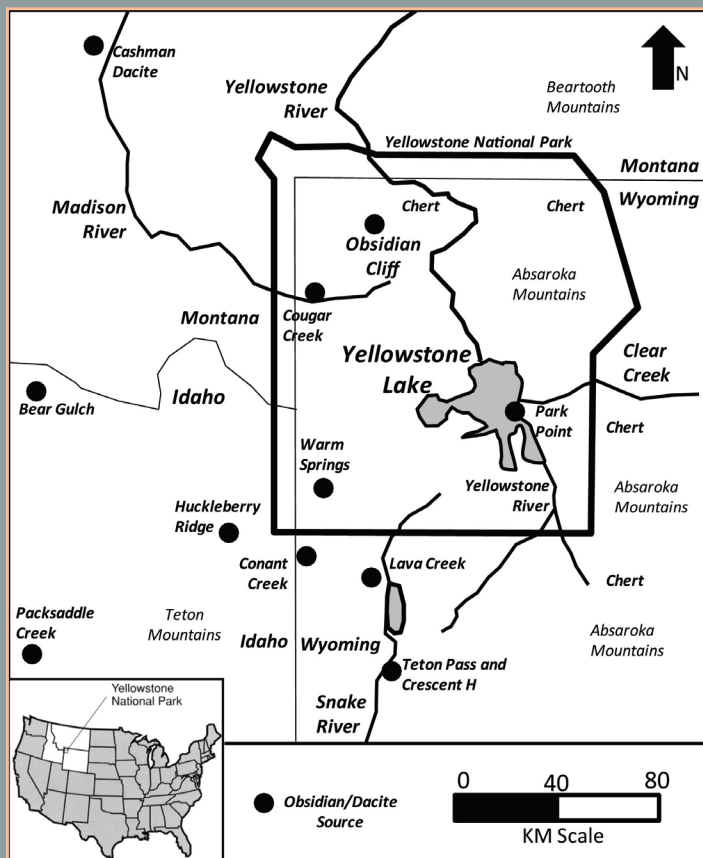 Cashman
Dacite
Yellowstone
River
N
Beartooth
Mountains
Yellowstone National Park
Montana
Wyoming
Madison
River
Chert
Chert
Obsidian
Cliff
Absaroka
Mountains
Montana
Cougar
Creek
Yellowstone
Lake
Clear
Creek
Idaho
Bear Gulch
Park
Point
Chert
Warm
Springs
Yellowstone
River
Absaroka
Mountains
Huckleberry
Ridge
Conant
Creek
Lava Creek
Chert
Packsaddle
Creek
Teton
Mountains
Idaho
Wyoming
Absaroka
Mountains
Teton Pass and
Crescent H
Snake
River
Yellowstone
National Park
Obsidian/Dacite
Source
0 40 80
KM Scale